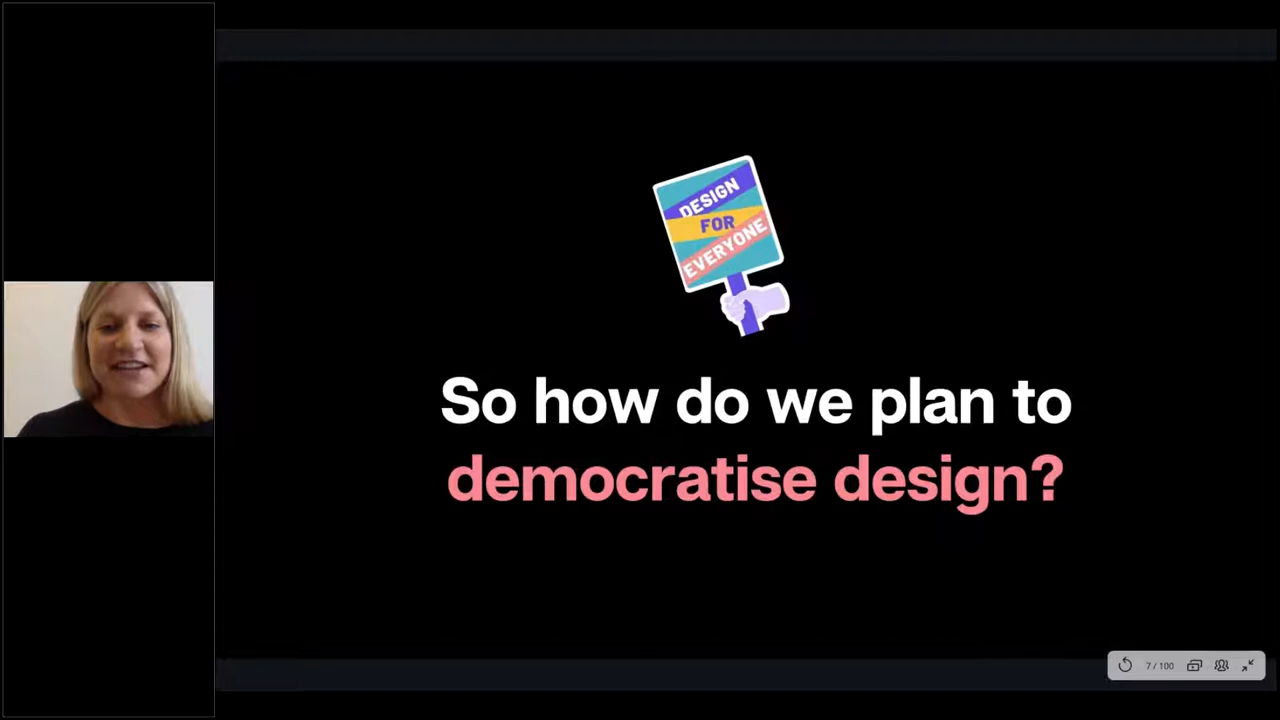 DESIGN
FOR
EVERYONE
So how do we plan to
democratise design?
7 / 100